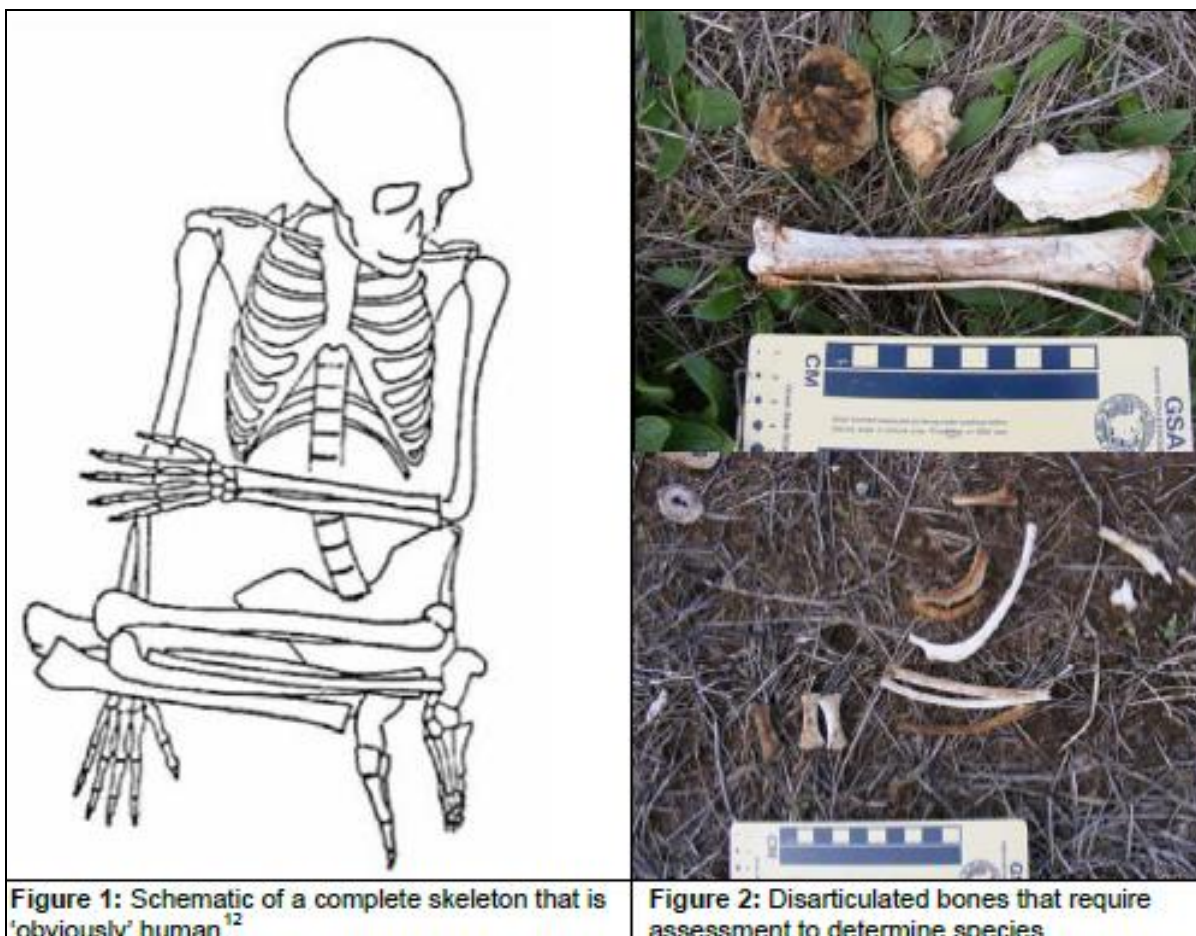 CM
GSA
CM
Figure 1: Schematic of a complete skeleton that is
'obviously' human 12
Figure 2: Disarticulated bones that require
assessment to determine species